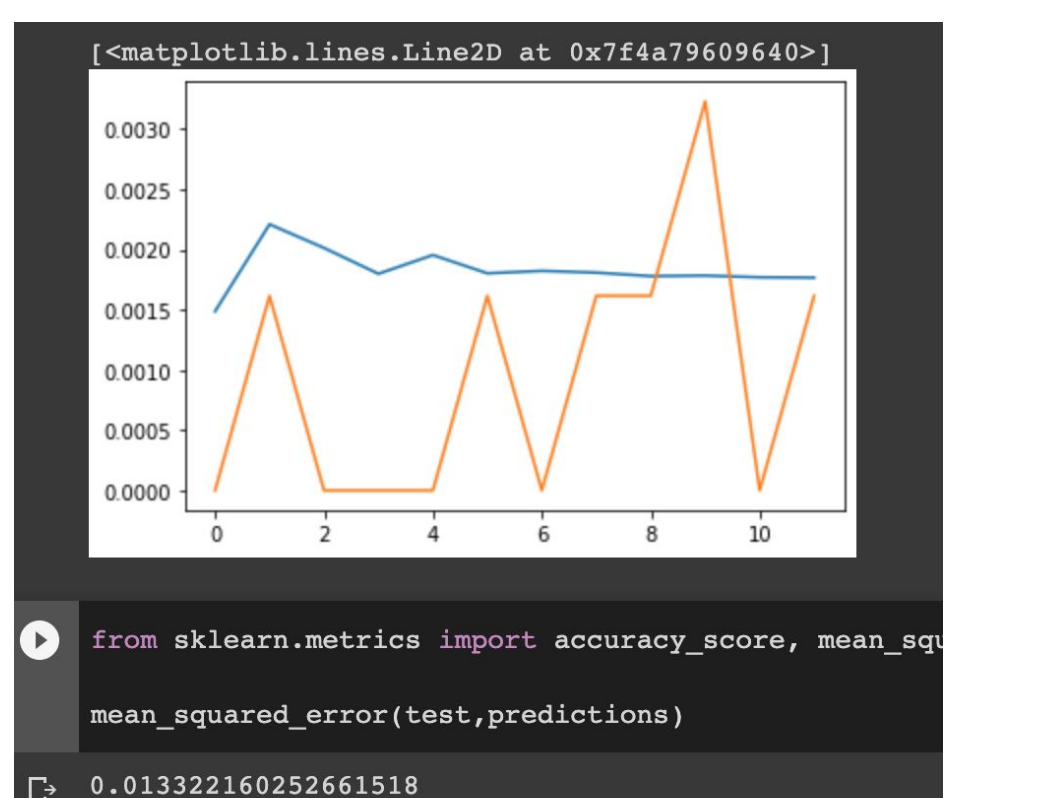 [<matplotlib.lines.Line2D at 0x7f4a79609640>]
0.0030
0.0025
0.0020
0.0015
0.0010
0.0005
0.0000
0 2 4 6 8 10
from sklearn.metrics import accuracy_score, mean_squ
mean_squared_error(test,predictions)
0.013322160252661518